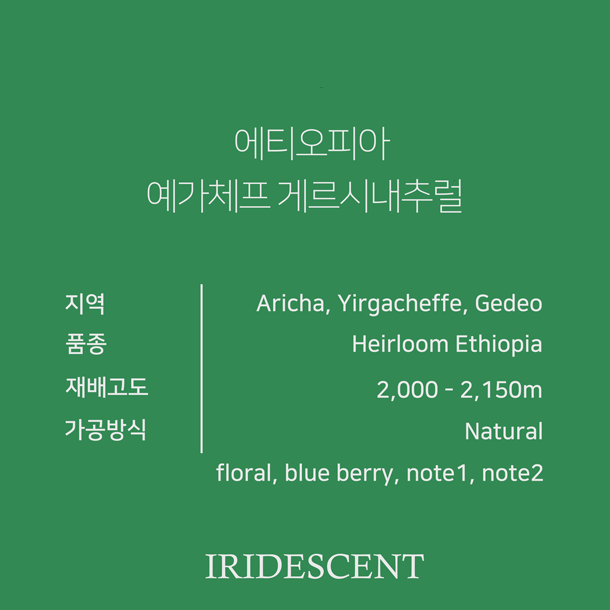 에티오피아
예가체프 게르시내추럴
지역 Aricha, Yirgacheffe, Gedeo
품종 Heirloom Ethiopia
재배고도 2,000 - 2,150m
가공방식 Natural
floral, blue berry, note1, note2
IRIDESCENT